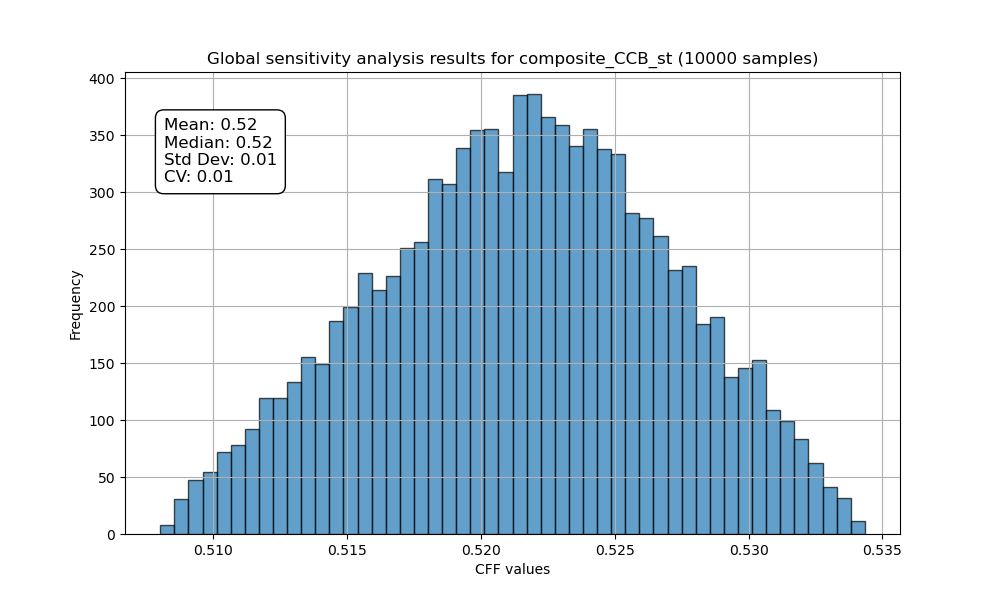 Global sensitivity analysis results for composite_CCB_st (10000 samples)
400
350
300
250
200
150
100
50
0
Frequency
Mean: 0.52
Median: 0.52
Std Dev: 0.01
CV: 0.01
0.510 0.515 0.520 0.525 0.530 0.535
CFF values